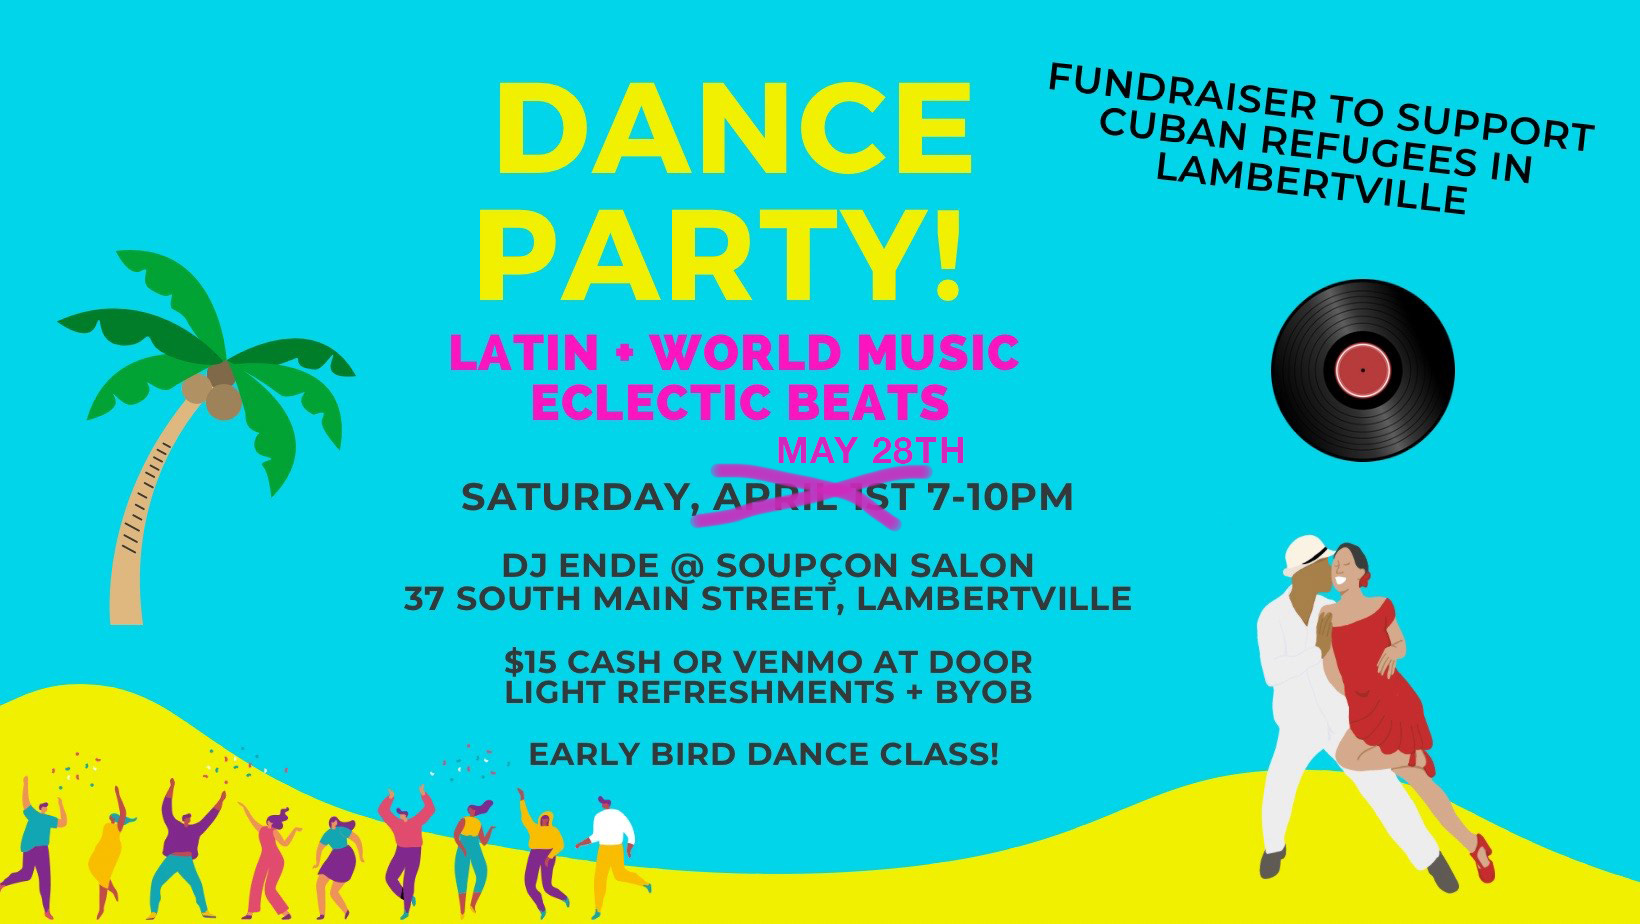 DANCE
PARTY!
FUNDRAISER TO SUPPORT
CUBAN REFUGEES IN
LAMBERTVILLE
LATIN + WORLD MUSIC
ECLECTIC BEATS
MAY 28TH
SATURDAY, APRIL 1ST 7-10PM
DJ ENDE @ SOUPÇON SALON
37 SOUTH MAIN STREET, LAMBERTVILLE
$15 CASH OR VENMO AT DOOR
LIGHT REFRESHMENTS + BYOB
EARLY BIRD DANCE CLASS!